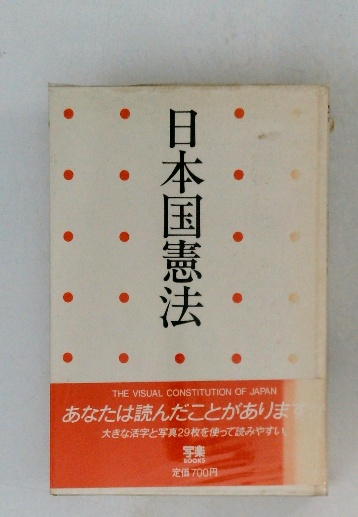 日本国憲法
THE VISUAL CONSTITUTION OF JAPAN
あなたは読んだことがあります
大きな活字と写真29枚を使って読みやすい
写楽
BOOKS
定価700円